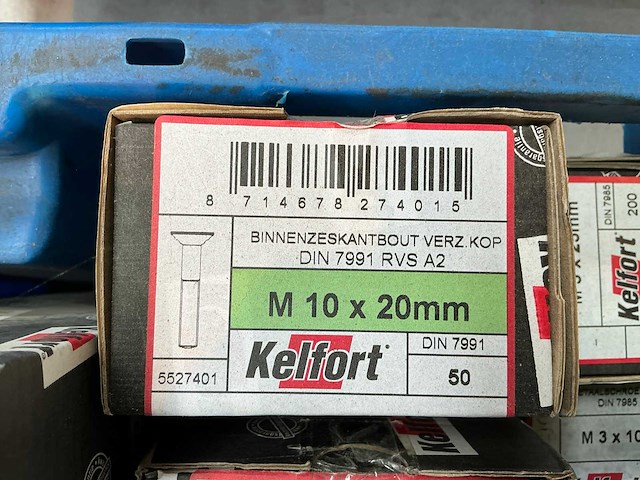 8 714678 274015
BINNENZESKANTBOUT VERZ.KOP
DIN 7991 RVS A2
M 10 x 20mm
Kelfort
DIN 7991
5527401
50
DIN 7985
200
Kelfort
DIN 7985
M 3 x 10
Kelfort